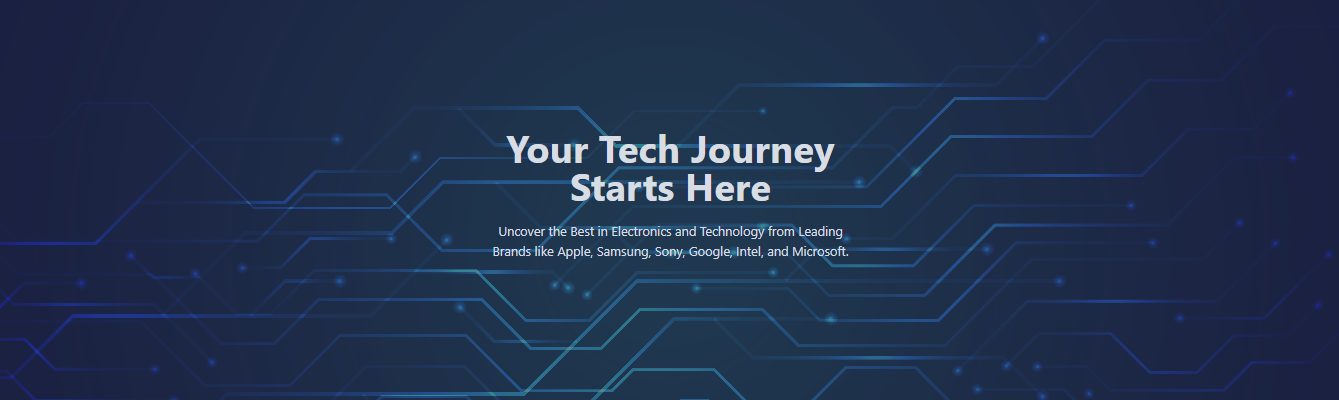 Your Tech Journey
Starts Here
Uncover the Best in Electronics and Technology from Leading
Brands like Apple, Samsung, Sony, Google, Intel, and Microsoft.